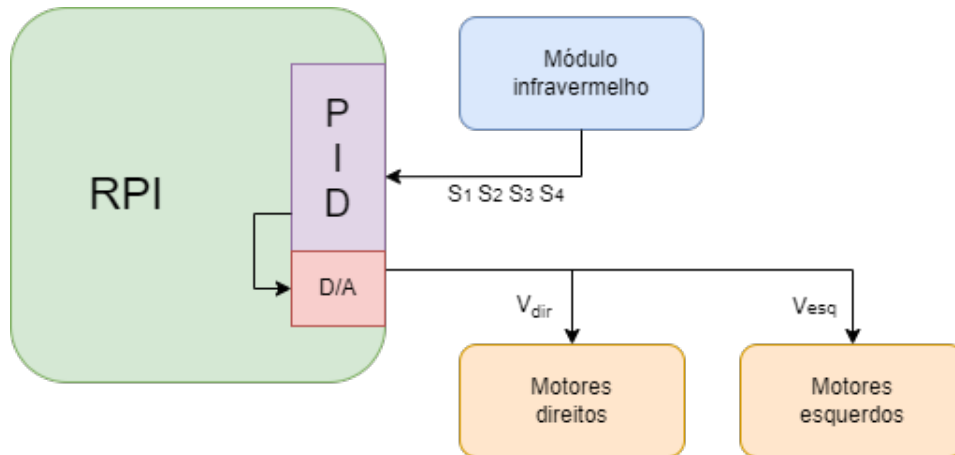 Módulo
infravermelho
P
I
D
RPI
S1 S2 S3 S4
D/A
Vdir
Vesq
Motores
direitos
Motores
esquerdos